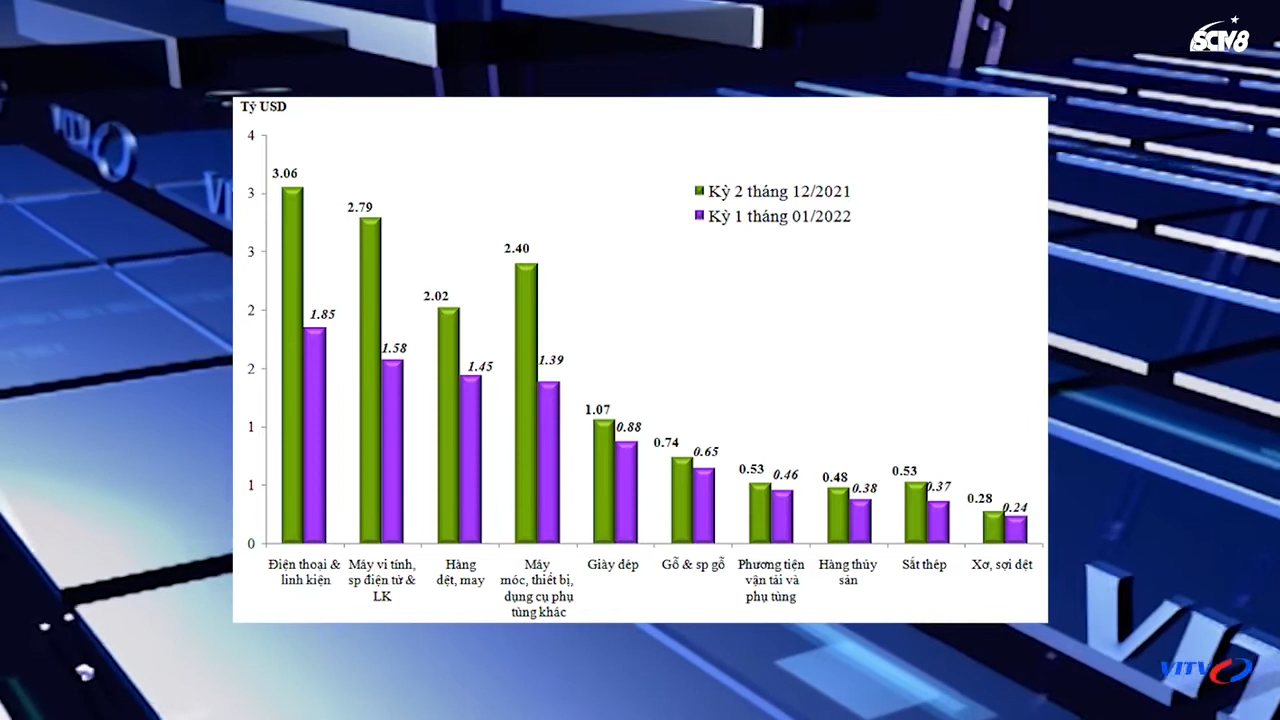 SCTV8
VITV
Tỷ USD
4
3
3
2
2
1
1
0
Kỳ 2 tháng 12/2021
Kỳ 1 tháng 01/2022
3.06
1.85
2.79
1.58
2.02
1.45
2.40
1.39
1.07
0.88
0.74
0.65
0.53
0.46
0.48
0.38
0.53
0.37
0.28
0.24
Điện thoại &
linh kiện
Máy vi tính,
sp điện tử &
LK
Hàng
dệt, may
Máy
móc, thiết bị,
dụng cụ phụ
tùng khác
Giày dép
Gỗ & sp gỗ
Phương tiện
vận tải và
phụ tùng
Hàng thủy
sản
Sắt thép
Xơ, sợi dệt
VITV